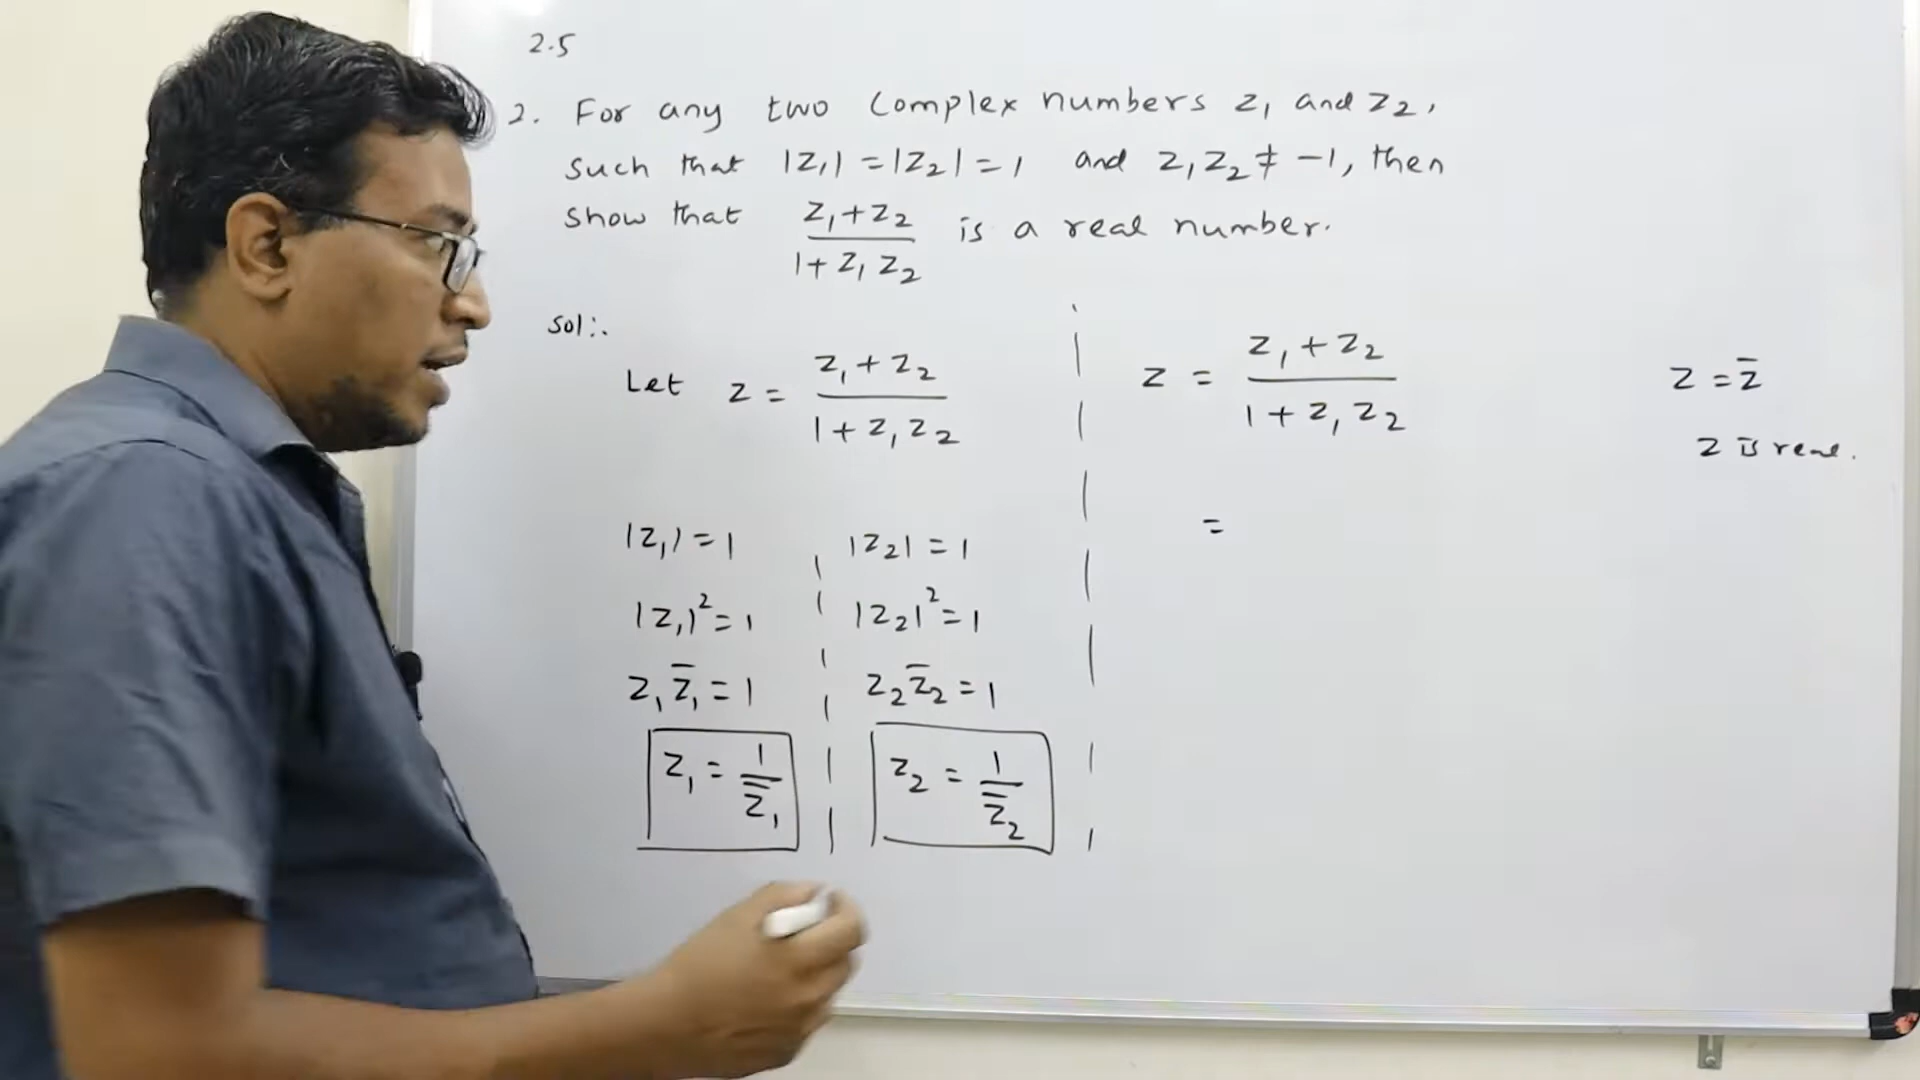 2.5
2. For any two Complex numbers z₁ and z₂,
such that |z₁| = |z₂| = 1 and z₁z₂ ≠ -1, then
show that (z₁+z₂)/(1+z₁z₂) is a real number.
Sol:.
Let z = (z₁+z₂)/(1+z₁z₂)
|z₁| = 1
|z₁|² = 1
z₁z̄₁ = 1
z₁ = 1/z̄₁
|z₂| = 1
|z₂|² = 1
z₂z̄₂ = 1
z₂ = 1/z̄₂
z = (z₁+z₂)/(1+z₁z₂)
=
z = z̄
z is real.